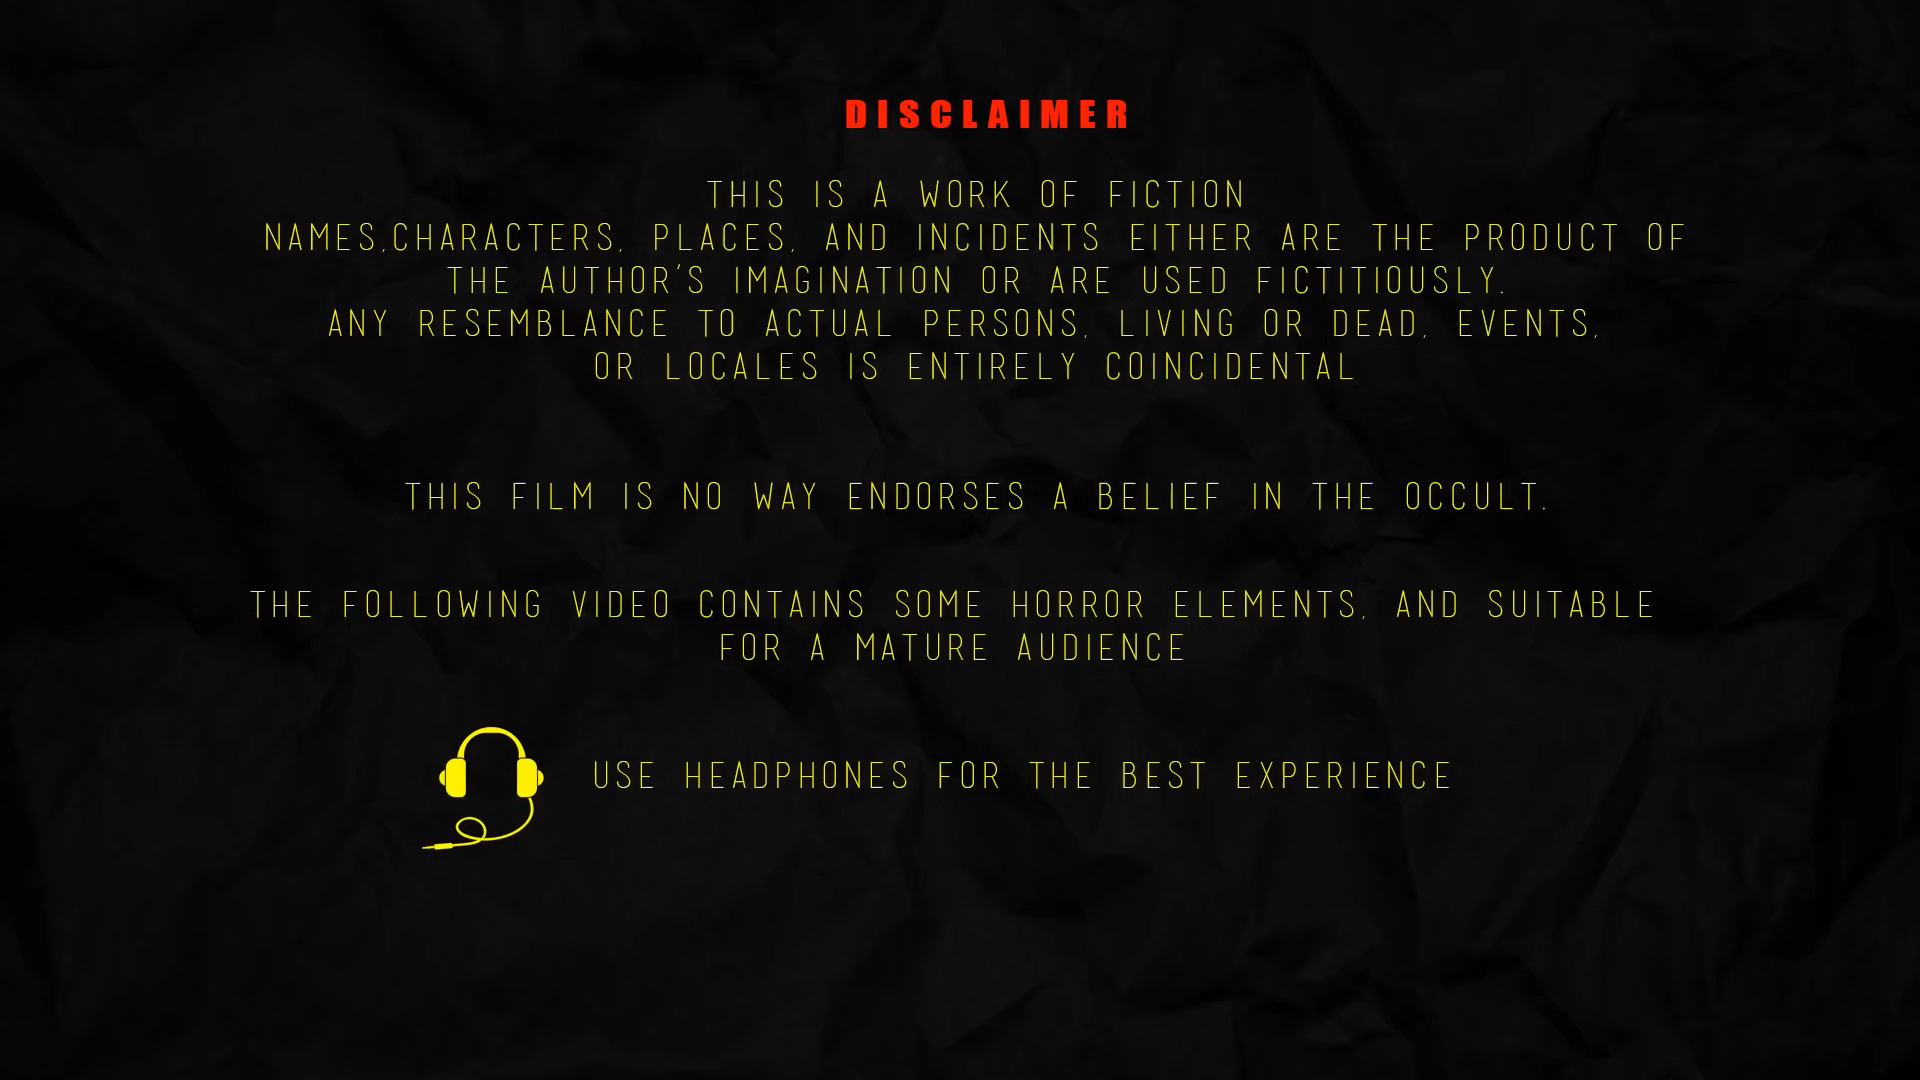 DISCLAIMER
THIS IS A WORK OF FICTION
NAMES,CHARACTERS, PLACES, AND INCIDENTS EITHER ARE THE PRODUCT OF
THE AUTHOR'S IMAGINATION OR ARE USED FICTITIOUSLY.
ANY RESEMBLANCE TO ACTUAL PERSONS, LIVING OR DEAD, EVENTS,
OR LOCALES IS ENTIRELY COINCIDENTAL
THIS FILM IS NO WAY ENDORSES A BELIEF IN THE OCCULT.
THE FOLLOWING VIDEO CONTAINS SOME HORROR ELEMENTS, AND SUITABLE
FOR A MATURE AUDIENCE
USE HEADPHONES FOR THE BEST EXPERIENCE